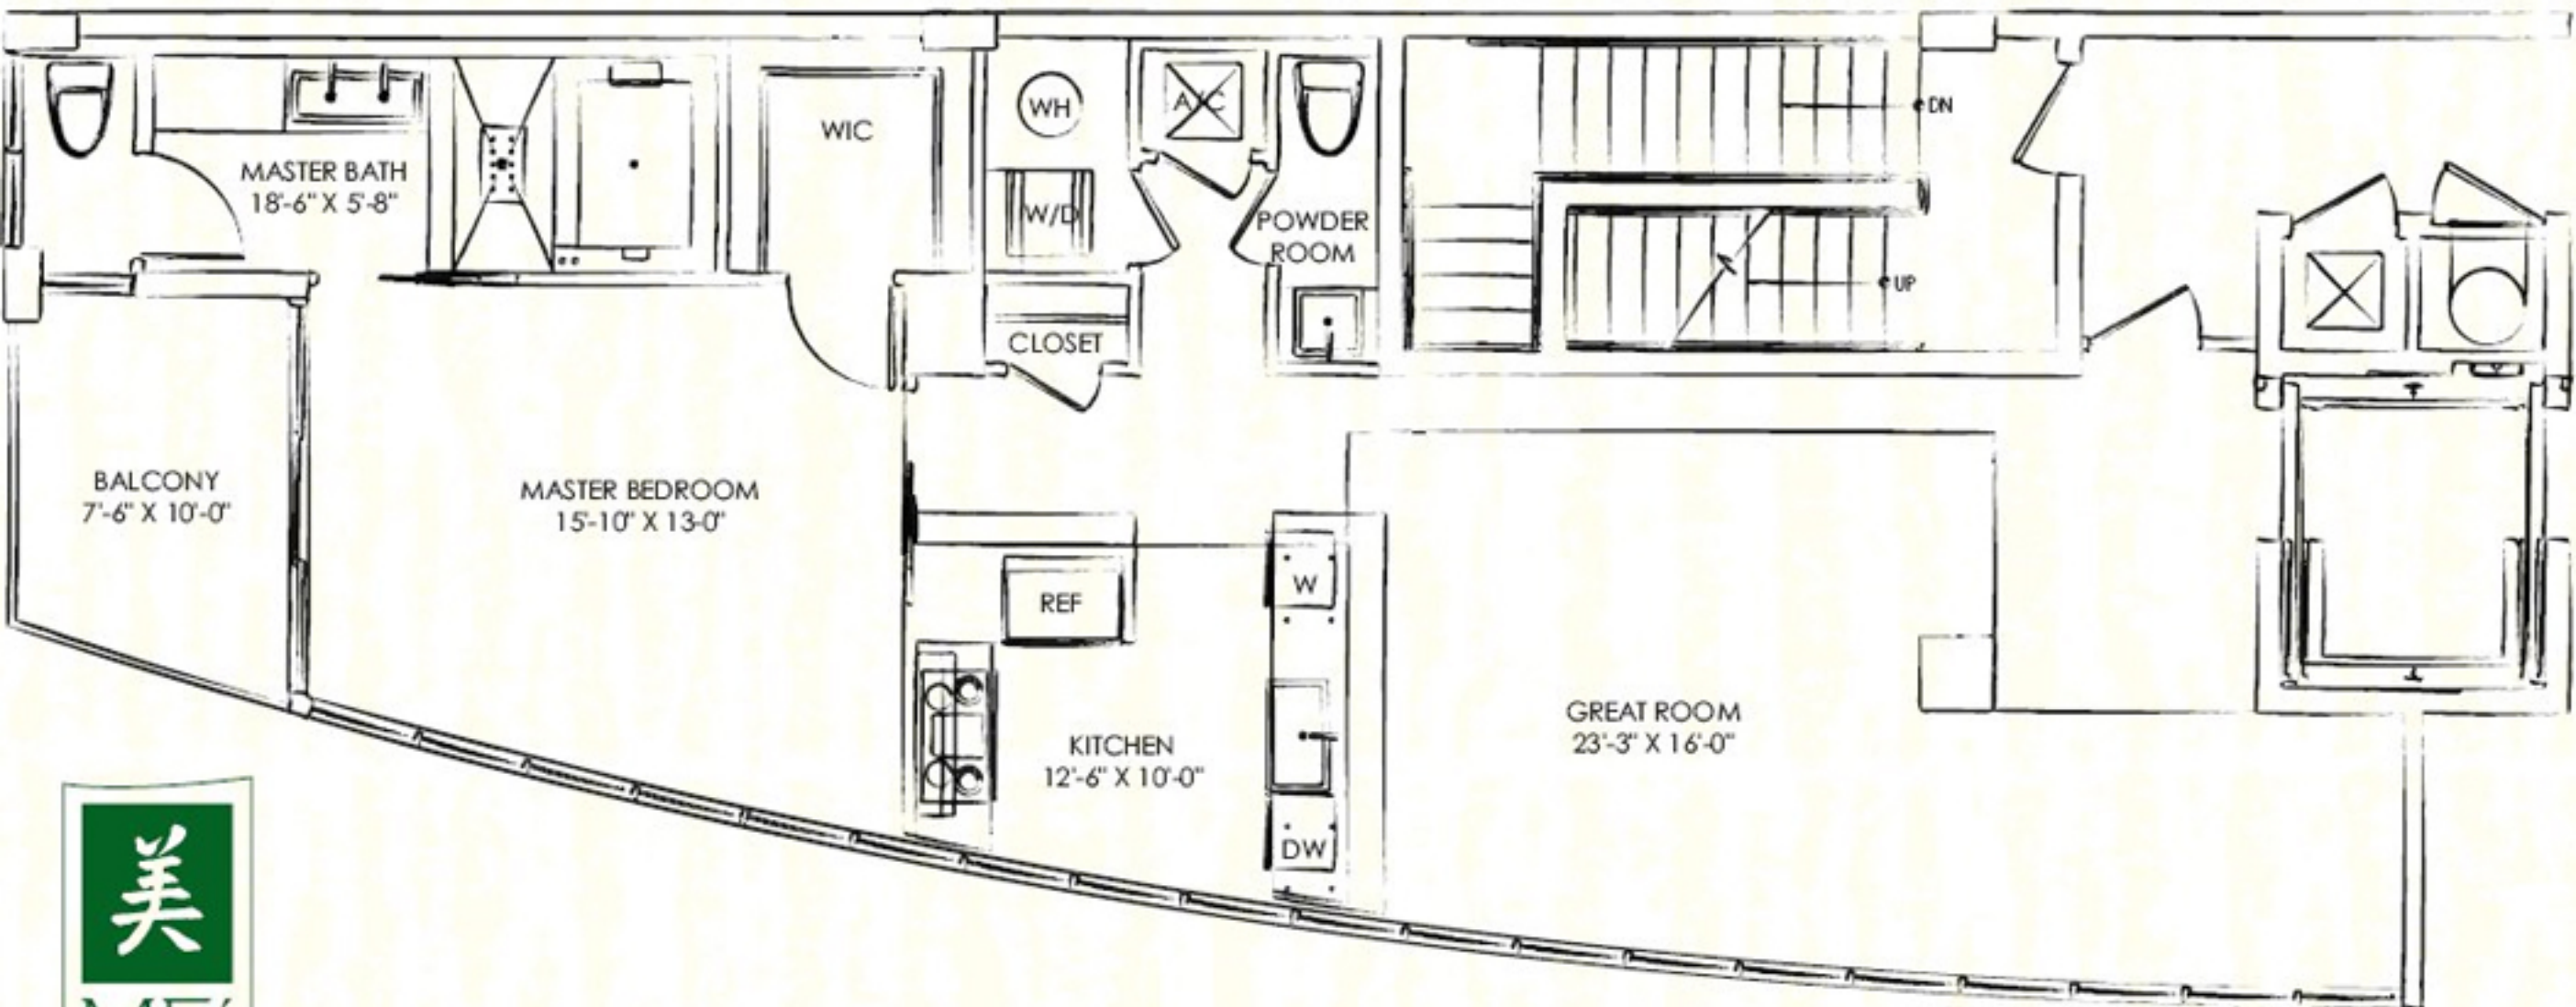 MASTER BATH
18'-6" X 5'-8"
WIC
WH
A/C
W/D
POWDER
ROOM
DN
UP
CLOSET
BALCONY
7'-6" X 10'-0"
MASTER BEDROOM
15'-10" X 13-0"
REF
W
KITCHEN
12'-6" X 10'-0"
DW
GREAT ROOM
23'-3" X 16'-0"
美